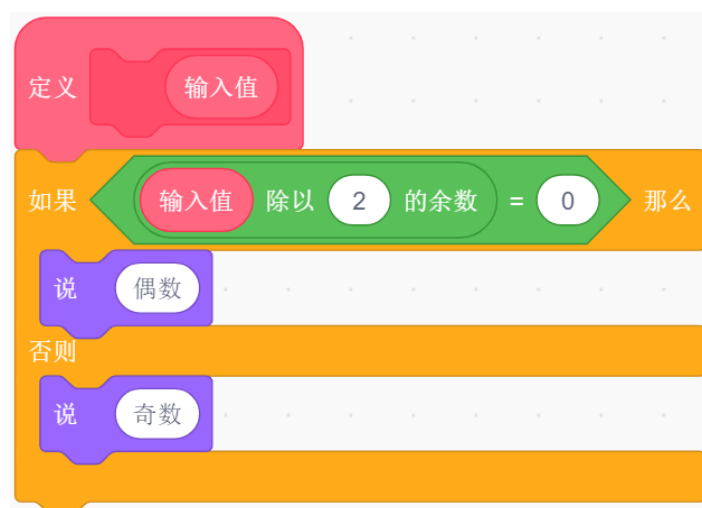 定义 输入值
如果 输入值 除以 2 的余数 = 0 那么
说 偶数
否则
说 奇数